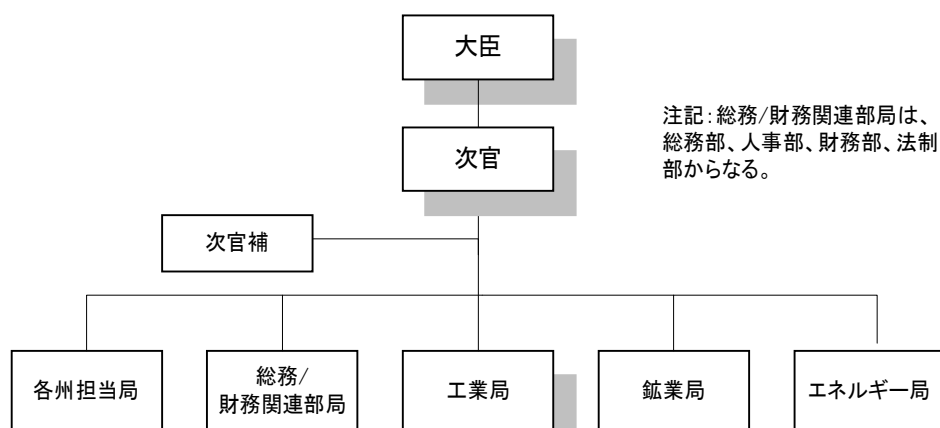 大臣
注記:総務/財務関連部局は、
総務部、人事部、財務部、法制
部からなる。
次官
次官補
各州担当局
総務/
財務関連部局
工業局
鉱業局
エネルギー局